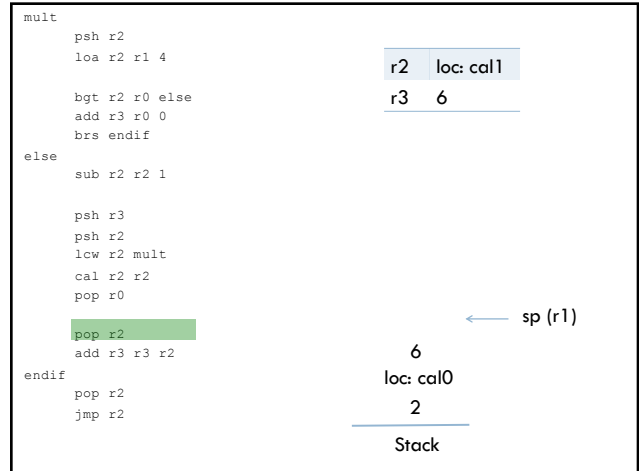 mult
psh r2
loa r2 r1 4
bgt r2 r0 else
add r3 r0 0
brs endif
else
sub r2 r2 1
psh r3
psh r2
lcw r2 mult
cal r2 r2
pop r0
pop r2
add r3 r3 r2
endif
pop r2
jmp r2
r2 loc: cal1
r3 6
sp (r1)
6
loc: cal0
2
Stack